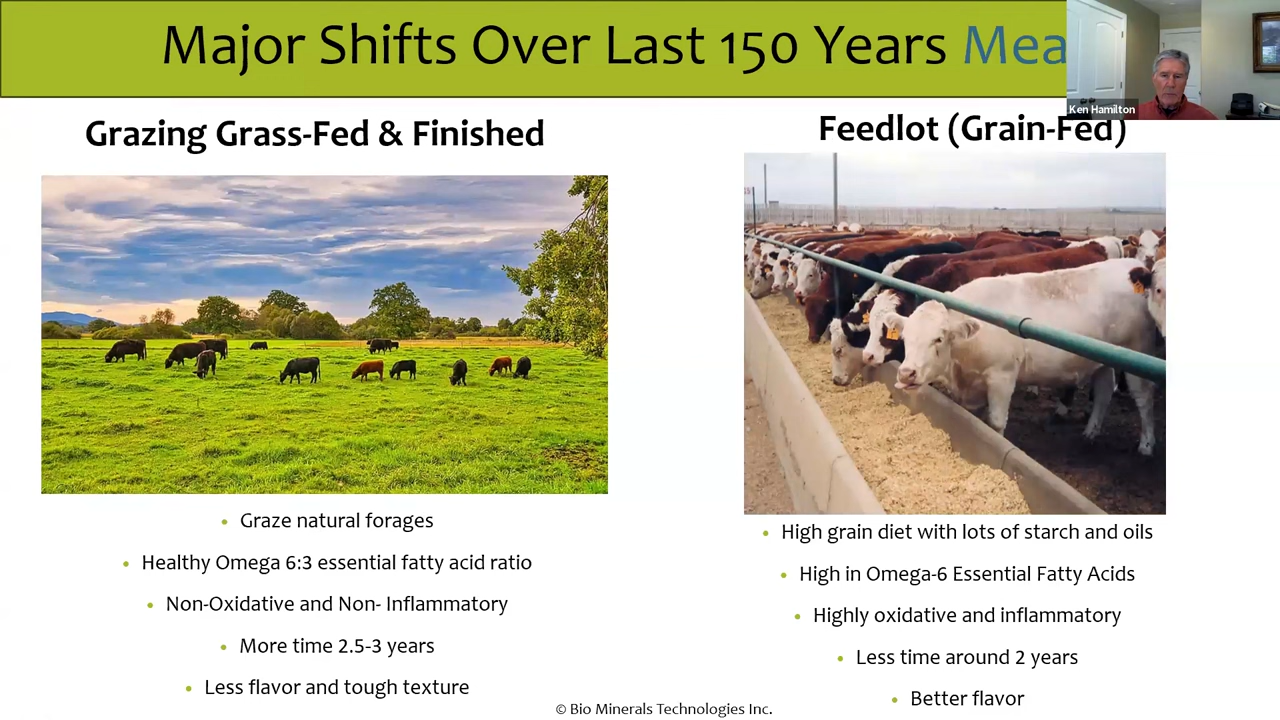 Major Shifts Over Last 150 Years Mea
Ken Hamilton
Grazing Grass-Fed & Finished
• Graze natural forages
• Healthy Omega 6:3 essential fatty acid ratio
• Non-Oxidative and Non- Inflammatory
• More time 2.5-3 years
• Less flavor and tough texture
Feedlot (Grain-Fed)
• High grain diet with lots of starch and oils
• High in Omega-6 Essential Fatty Acids
• Highly oxidative and inflammatory
• Less time around 2 years
• Better flavor
© Bio Minerals Technologies Inc.